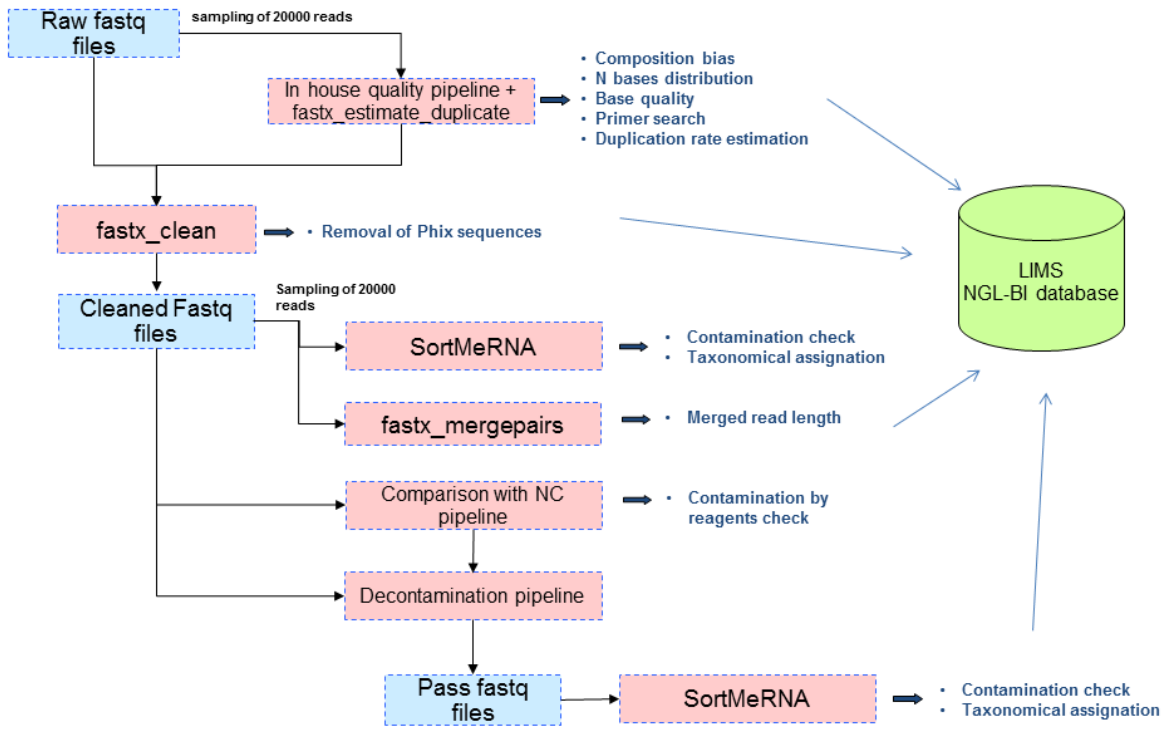 Raw fastq
files
sampling of 20000 reads
In house quality pipeline +
fastx_estimate_duplicate
• Composition bias
• N bases distribution
• Base quality
• Primer search
• Duplication rate estimation
fastx_clean
• Removal of Phix sequences
LIMS
NGL-BI database
Cleaned Fastq
files
Sampling of 20000
reads
SortMeRNA
• Contamination check
• Taxonomical assignation
fastx_mergepairs
• Merged read length
Comparison with NC
pipeline
• Contamination by
reagents check
Decontamination pipeline
Pass fastq
files
SortMeRNA
• Contamination check
• Taxonomical assignation